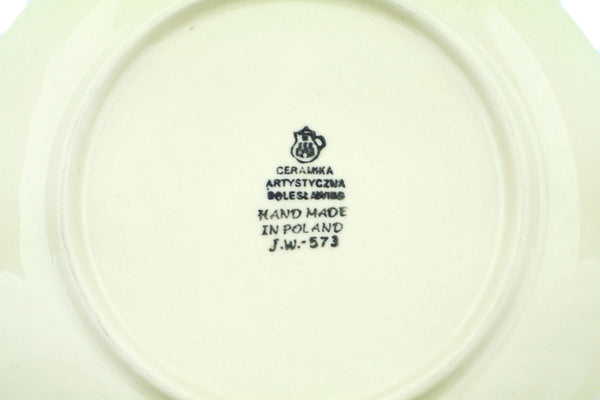 CERAMIKA
ARTYSTYCZNA
BOLESŁAWIEC
HAND MADE
IN POLAND
J.W.-573